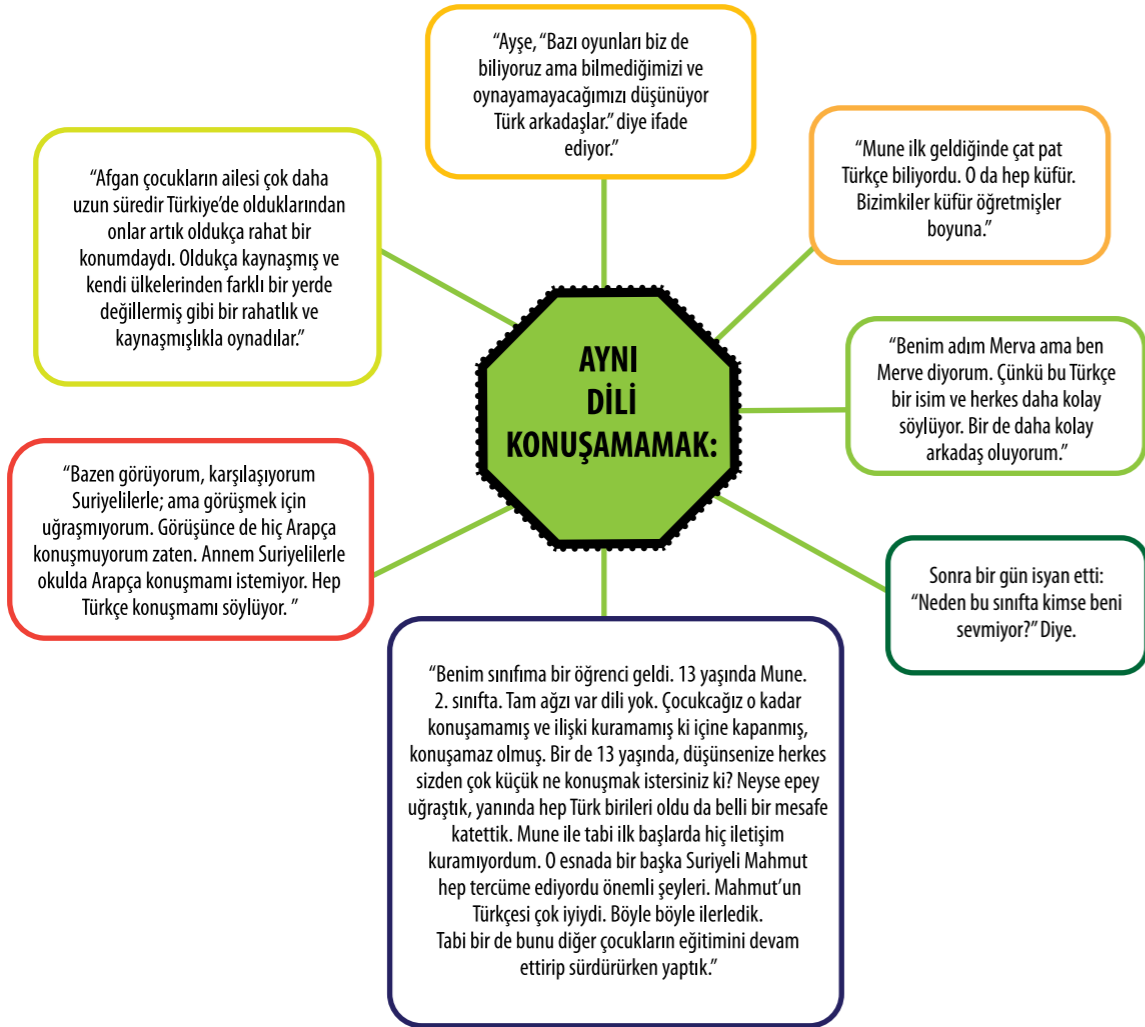 “Ayşe, “Bazı oyunları biz de
biliyoruz ama bilmediğimizi ve
oynayamayacağımızı düşünüyor
Türk arkadaşlar.” diye ifade
ediyor.”
“Afgan çocukların ailesi çok daha
uzun süredir Türkiye’de olduklarından
onlar artık oldukça rahat bir
konumdaydı. Oldukça kaynaşmış ve
kendi ülkelerinden farklı bir yerde
değillermiş gibi bir rahatlık ve
kaynaşmışlıkla oynadılar.”
“Mune ilk geldiğinde çat pat
Türkçe biliyordu. O da hep küfür.
Bizimkiler küfür öğretmişler
boyuna.”
AYNI
DİLİ
KONUŞAMAMAK:
“Benim adım Merva ama ben
Merve diyorum. Çünkü bu Türkçe
bir isim ve herkes daha kolay
söylüyor. Bir de daha kolay
arkadaş oluyorum.”
“Bazen görüyorum, karşılaşıyorum
Suriyelilerle; ama görüşmek için
uğraşmıyorum. Görüşünce de hiç Arapça
konuşmuyorum zaten. Annem Suriyelilerle
okulda Arapça konuşmamı istemiyor. Hep
Türkçe konuşmamı söylüyor. ”
Sonra bir gün isyan etti:
“Neden bu sınıfta kimse beni
sevmiyor?” Diye.
“Benim sınıfıma bir öğrenci geldi. 13 yaşında Mune.
2. sınıfta. Tam ağzı var dili yok. Çocukcağız o kadar
konuşamamış ve ilişki kuramamış ki içine kapanmış,
konuşamaz olmuş. Bir de 13 yaşında, düşünsenize herkes
sizden çok küçük ne konuşmak istersiniz ki? Neyse epey
uğraştık, yanında hep Türk birileri oldu da belli bir mesafe
katettik. Mune ile tabi ilk başlarda hiç iletişim
kuramıyordum. O esnada bir başka Suriyeli Mahmut
hep tercüme ediyordu önemli şeyleri. Mahmut’un
Türkçesi çok iyiydi. Böyle böyle ilerledik.
Tabi bir de bunu diğer çocukların eğitimini devam
ettirip sürdürürken yaptık.”